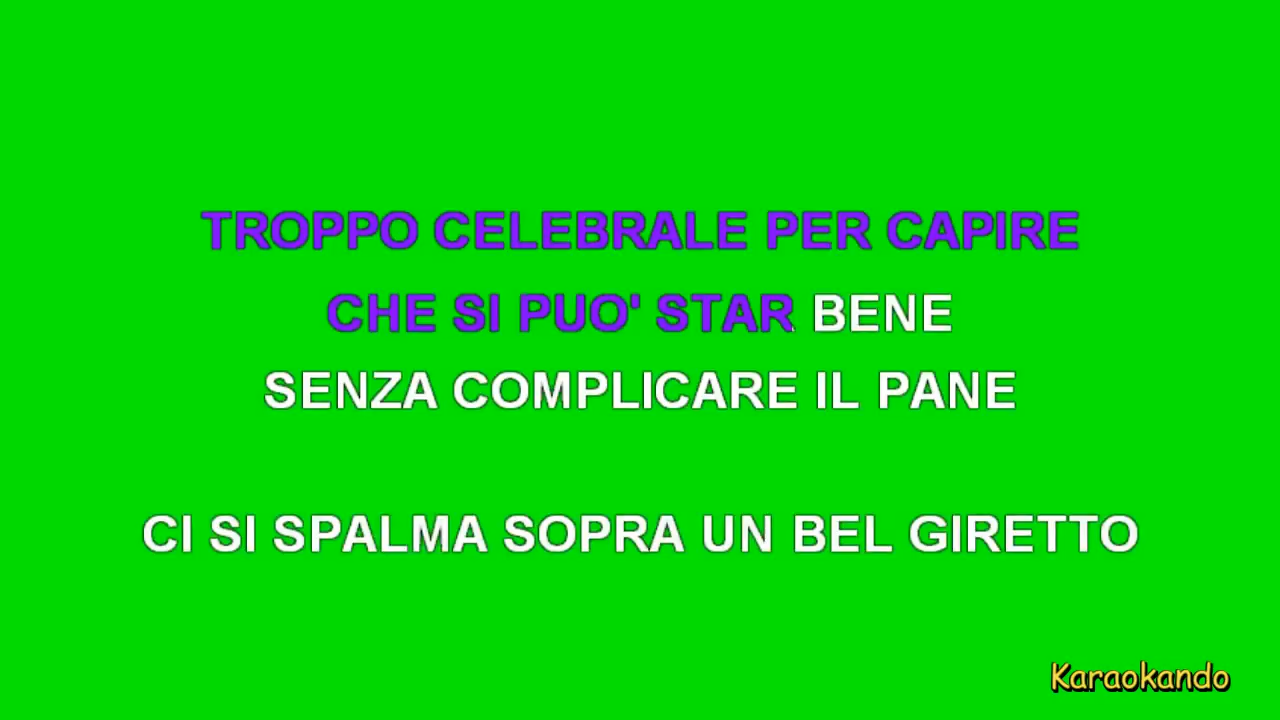 TROPPO CELEBRALE PER CAPIRE
CHE SI PUO' STAR BENE
SENZA COMPLICARE IL PANE
CI SI SPALMA SOPRA UN BEL GIRETTO
Karaokando